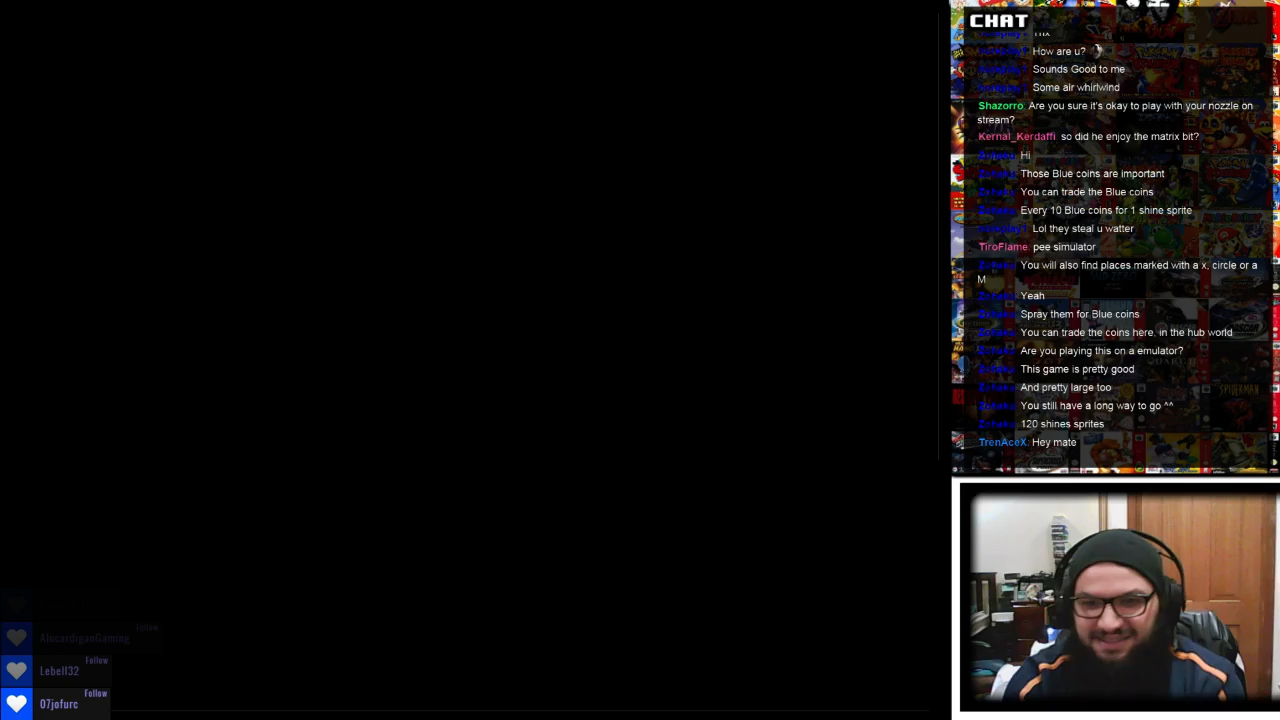 CHAT
Thx
How are u?
Sounds Good to me
Some air whirlwind
Shazorro: Are you sure it's okay to play with your nozzle on
stream?
Kernal_Kerdaffi: so did he enjoy the matrix bit?
Hi
Those Blue coins are important
You can trade the Blue coins
Every 10 Blue coins for 1 shine sprite
Lol they steal u watter
TiroFlame: pee simulator
You will also find places marked with a x, circle or a
M
Yeah
Spray them for Blue coins
You can trade the coins here, in the hub world
Are you playing this on a emulator?
This game is pretty good
And pretty large too
You still have a long way to go ^^
120 shines sprites
TrenAceX: Hey mate
Follow
Follow
Lebell32
Follow
07jofurc